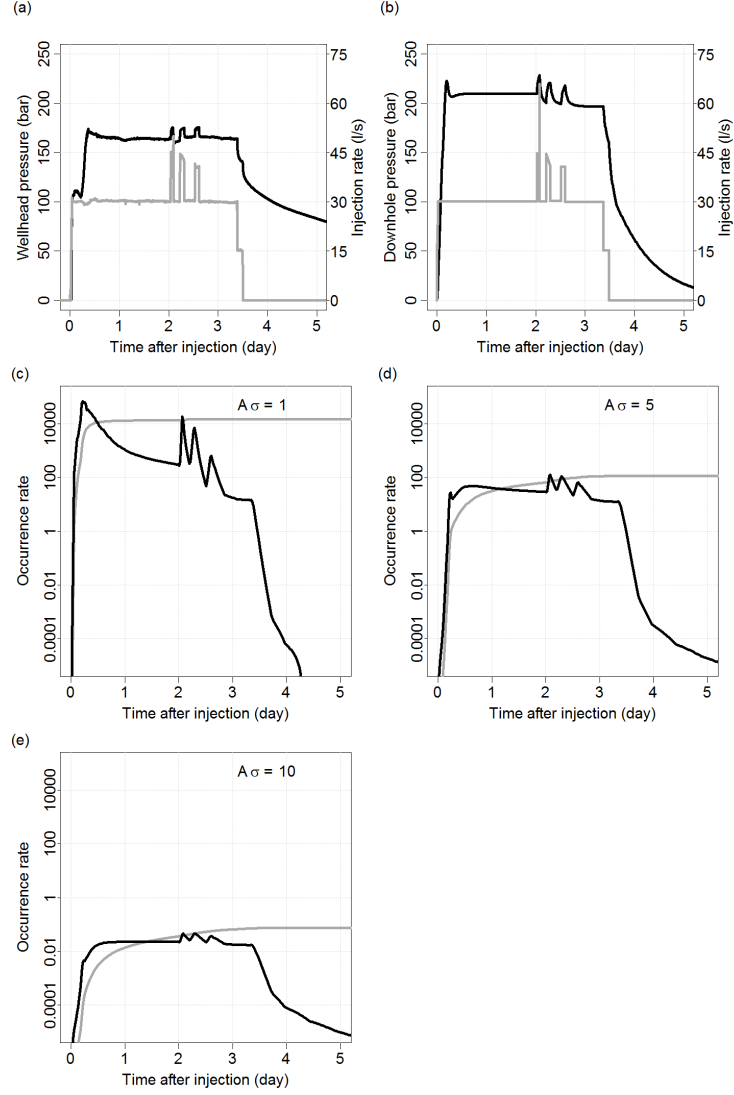 (a)
Wellhead pressure (bar)
0 50 100 150 200 250
Injection rate (l/s)
0 15 30 45 60 75
0 1 2 3 4 5
Time after injection (day)
(b)
Downhole pressure (bar)
0 50 100 150 200 250
Injection rate (l/s)
0 15 30 45 60 75
0 1 2 3 4 5
Time after injection (day)
(c)
A σ = 1
Occurrence rate
0.0001 0.01 1 100 10000
0 1 2 3 4 5
Time after injection (day)
(d)
A σ = 5
Occurrence rate
0.0001 0.01 1 100 10000
0 1 2 3 4 5
Time after injection (day)
(e)
A σ = 10
Occurrence rate
0.0001 0.01 1 100 10000
0 1 2 3 4 5
Time after injection (day)